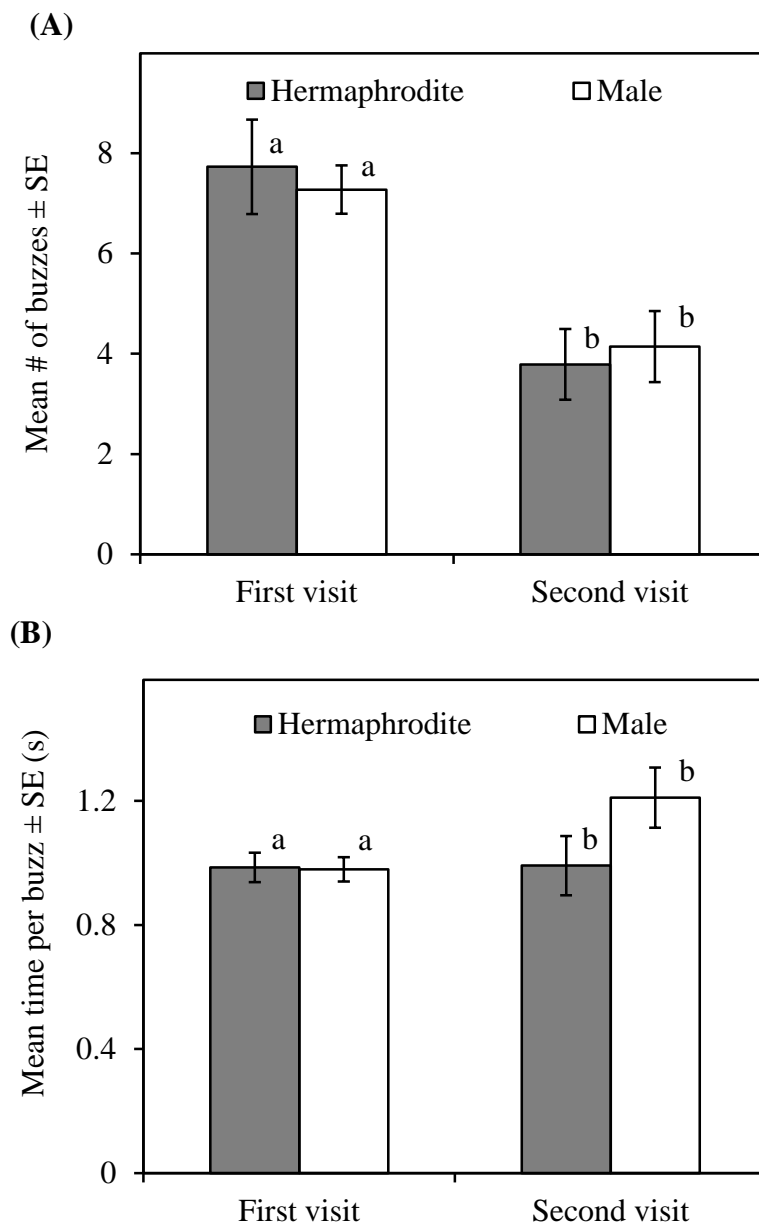 (A)
Hermaphrodite Male
Mean # of buzzes ± SE
8
6
4
2
0
a a b b
First visit Second visit
(B)
Hermaphrodite Male
Mean time per buzz ± SE (s)
1.2
0.8
0.4
0
a a b b
First visit Second visit